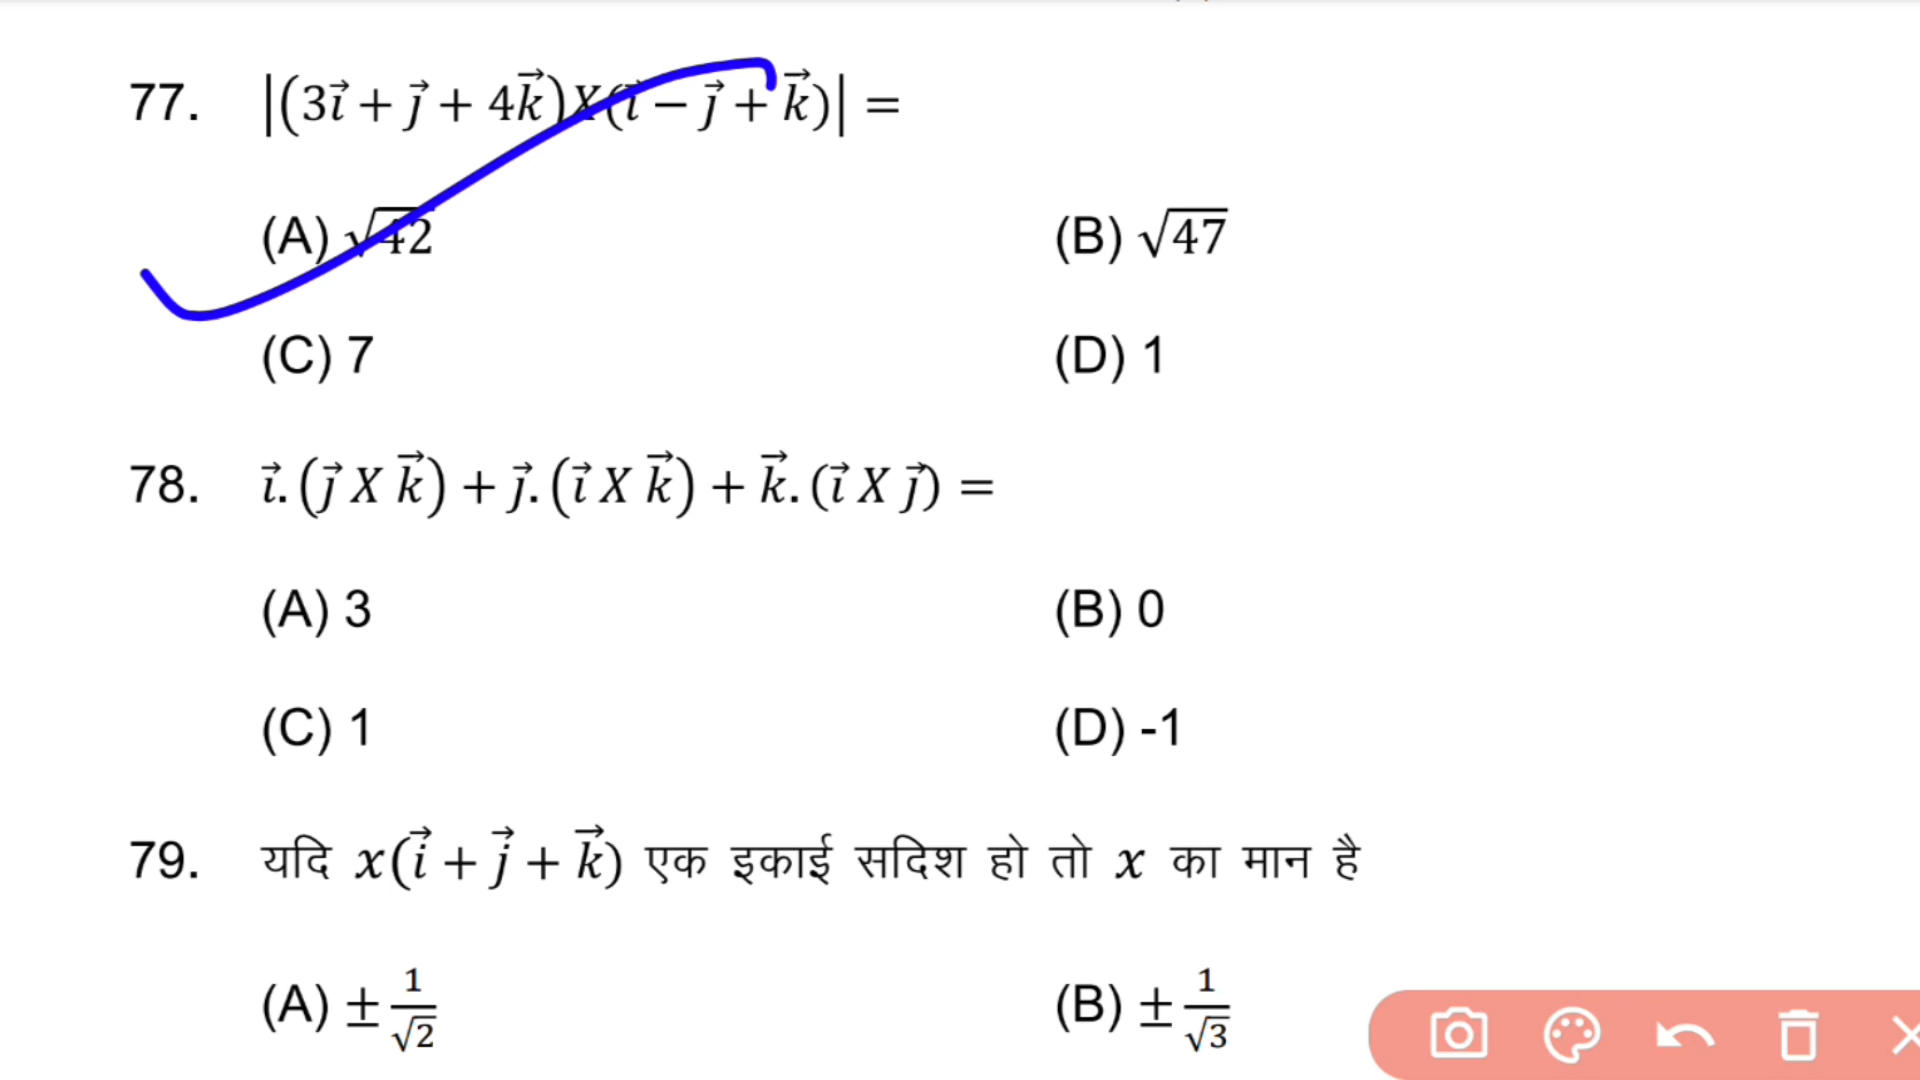 77. |(3i⃗ + j⃗ + 4k⃗)X(i⃗ − j⃗ + k⃗)| =
(A) √42 (B) √47
(C) 7 (D) 1
78. i⃗.(j⃗ X k⃗) + j⃗.(i⃗ X k⃗) + k⃗.(i⃗ X j⃗) =
(A) 3 (B) 0
(C) 1 (D) -1
79. यदि x(i⃗ + j⃗ + k⃗) एक इकाई सदिश हो तो x का मान है
(A) ± 1/√2 (B) ± 1/√3